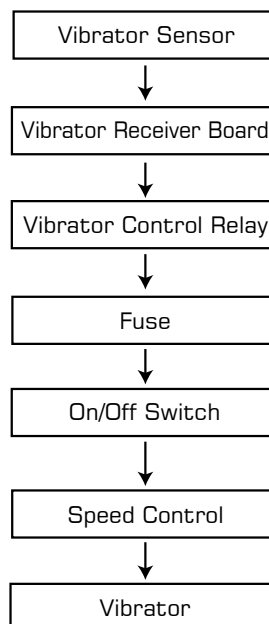 Vibrator Sensor
Vibrator Receiver Board
Vibrator Control Relay
Fuse
On/Off Switch
Speed Control
Vibrator